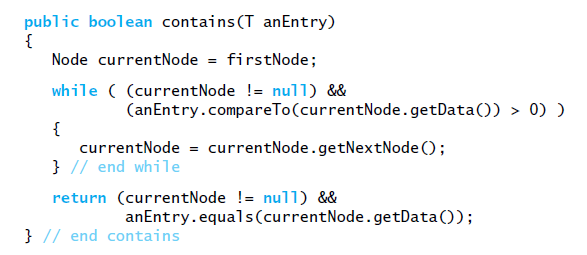 public boolean contains(T anEntry)
{
   Node currentNode = firstNode;
   while ( (currentNode != null) &&
           (anEntry.compareTo(currentNode.getData()) > 0) )
   {
      currentNode = currentNode.getNextNode();
   } // end while
   return (currentNode != null) &&
           anEntry.equals(currentNode.getData());
} // end contains